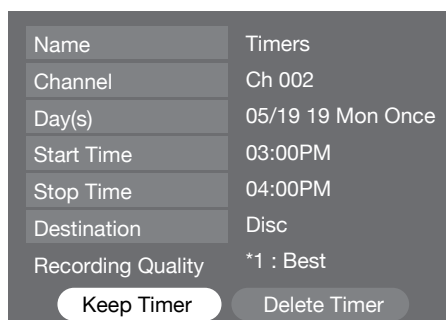 Name Timers
Channel Ch 002
Day(s) 05/19 19 Mon Once
Start Time 03:00PM
Stop Time 04:00PM
Destination Disc
Recording Quality *1 : Best
Keep Timer Delete Timer